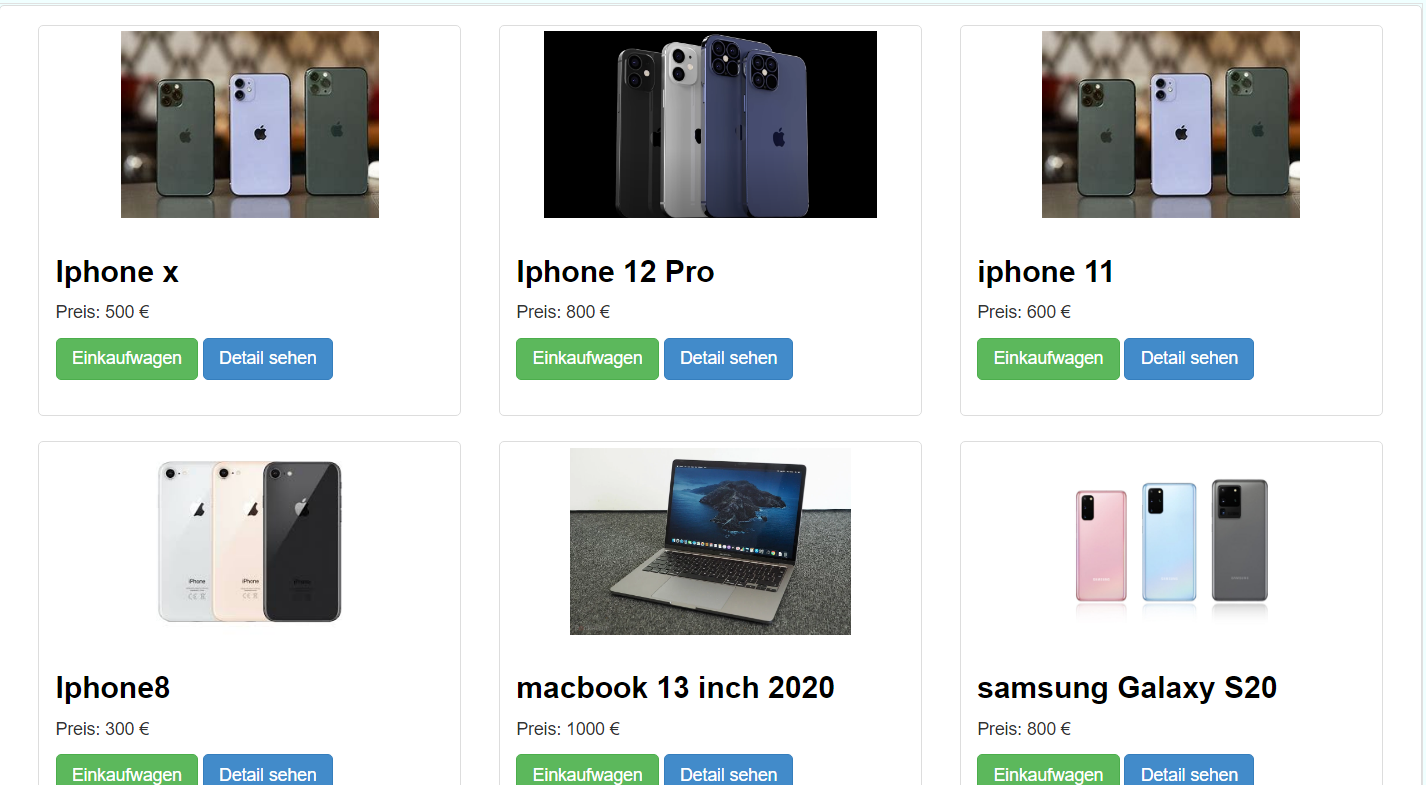 Iphone x
Preis: 500 €
Einkaufwagen Detail sehen
Iphone 12 Pro
Preis: 800 €
Einkaufwagen Detail sehen
iphone 11
Preis: 600 €
Einkaufwagen Detail sehen
iPhone iPhone
Iphone8
Preis: 300 €
Einkaufwagen Detail sehen
macbook 13 inch 2020
Preis: 1000 €
Einkaufwagen Detail sehen
SAMSUNG SAMSUNG SAMSUNG
samsung Galaxy S20
Preis: 800 €
Einkaufwagen Detail sehen